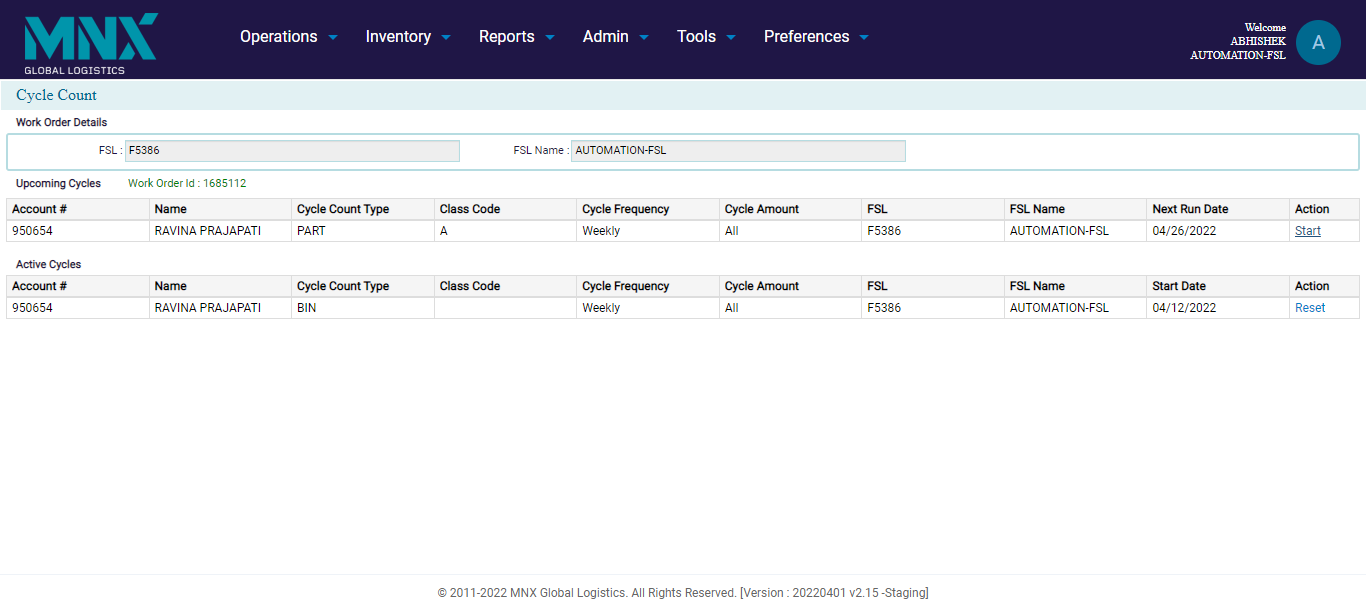 MNX
GLOBAL LOGISTICS
Operations Inventory Reports Admin Tools Preferences
Welcome
ABHISHEK
AUTOMATION-FSL
A
Cycle Count
Work Order Details
FSL : F5386 FSL Name : AUTOMATION-FSL
Upcoming Cycles Work Order Id : 1685112
Account # Name Cycle Count Type Class Code Cycle Frequency Cycle Amount FSL FSL Name Next Run Date Action
950654 RAVINA PRAJAPATI PART A Weekly All F5386 AUTOMATION-FSL 04/26/2022 Start
Active Cycles
Account # Name Cycle Count Type Class Code Cycle Frequency Cycle Amount FSL FSL Name Start Date Action
950654 RAVINA PRAJAPATI BIN Weekly All F5386 AUTOMATION-FSL 04/12/2022 Reset
© 2011-2022 MNX Global Logistics. All Rights Reserved. [Version : 20220401 v2.15 -Staging]